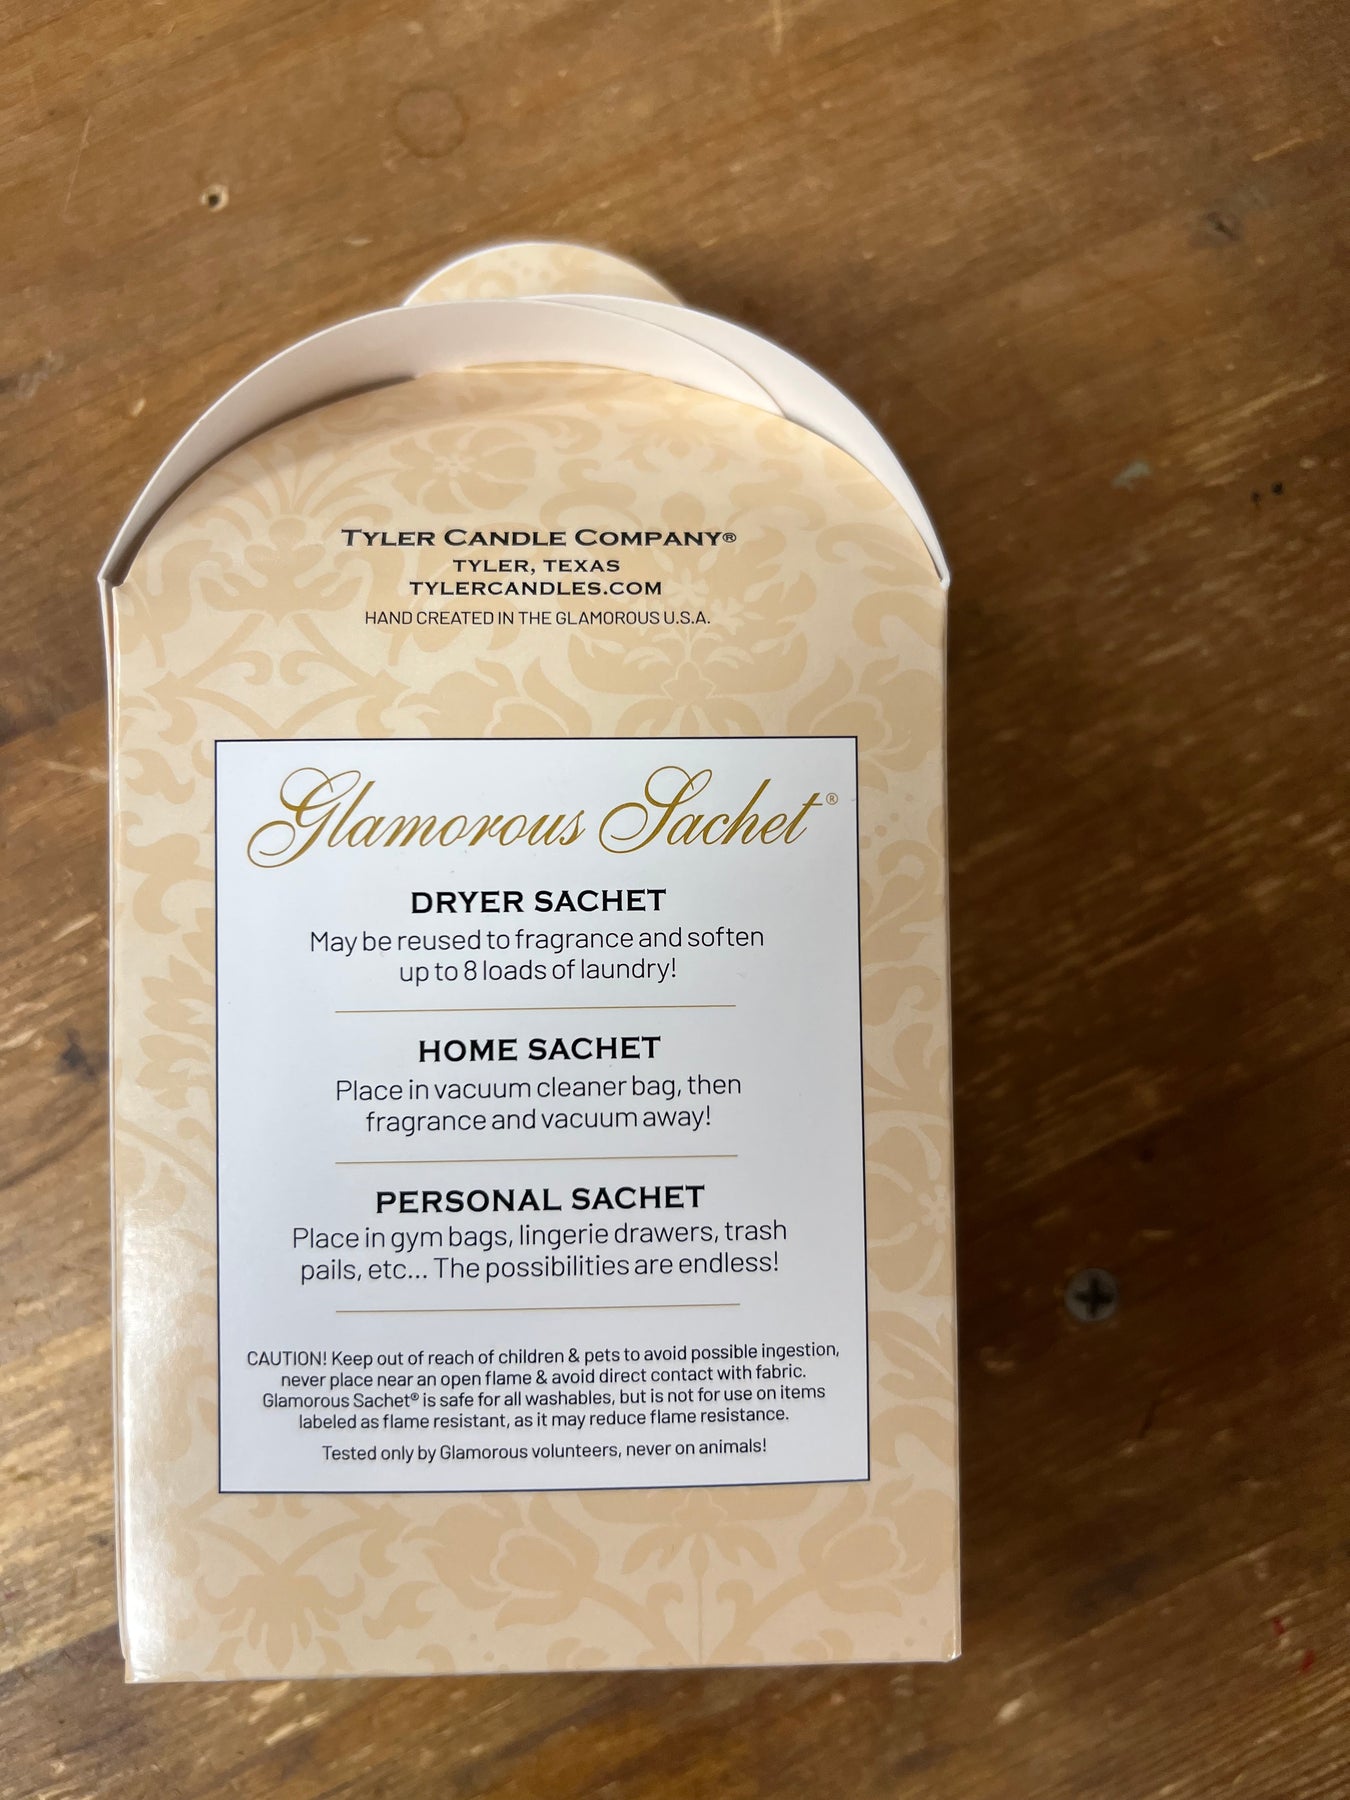 TYLER CANDLE COMPANY®
TYLER, TEXAS
TYLERCANDLES.COM
HAND CREATED IN THE GLAMOROUS U.S.A.
Glamorous Sachet®
DRYER SACHET
May be reused to fragrance and soften
up to 8 loads of laundry!
HOME SACHET
Place in vacuum cleaner bag, then
fragrance and vacuum away!
PERSONAL SACHET
Place in gym bags, lingerie drawers, trash
pails, etc... The possibilities are endless!
CAUTION! Keep out of reach of children & pets to avoid possible ingestion,
never place near an open flame & avoid direct contact with fabric.
Glamorous Sachet® is safe for all washables, but is not for use on items
labeled as flame resistant, as it may reduce flame resistance.
Tested only by Glamorous volunteers, never on animals!